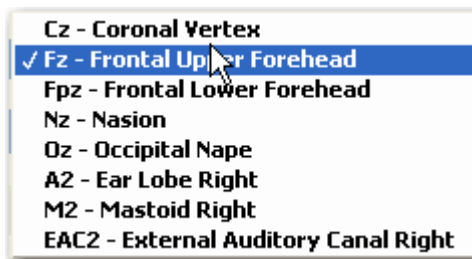 Cz - Coronal Vertex
✓ Fz - Frontal Upper Forehead
Fpz - Frontal Lower Forehead
Nz - Nasion
Oz - Occipital Nape
A2 - Ear Lobe Right
M2 - Mastoid Right
EAC2 - External Auditory Canal Right